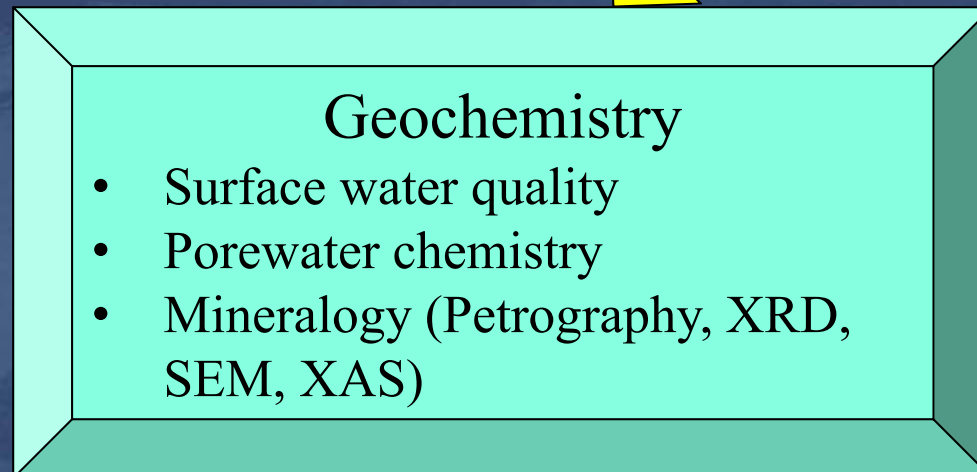 Geochemistry
• Surface water quality
• Porewater chemistry
• Mineralogy (Petrography, XRD,
SEM, XAS)